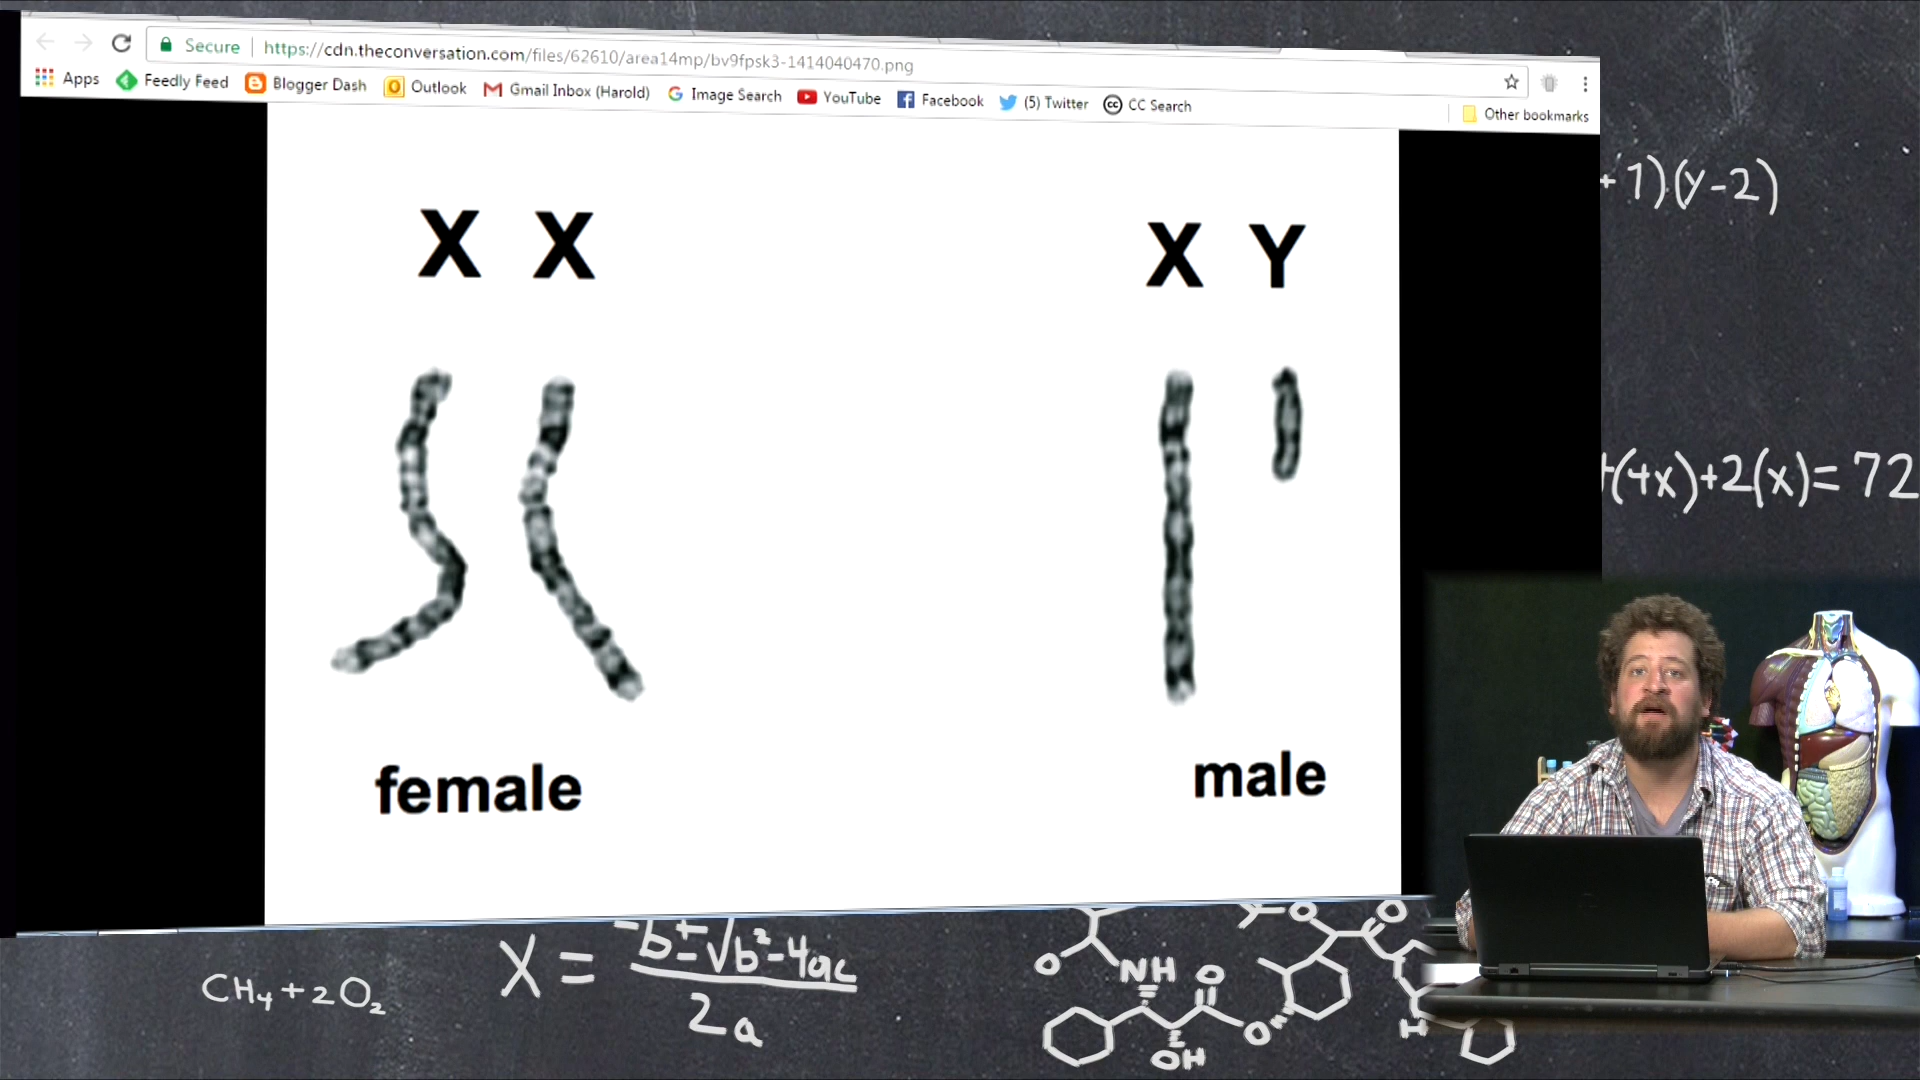 Secure https://cdn.theconversation.com/files/62610/area14mp/bv9fpsk3-1414040470.png
Apps Feedly Feed Blogger Dash Outlook Gmail Inbox (Harold) Image Search YouTube Facebook (5) Twitter CC Search Other bookmarks
+1)(y-2)
X X X Y
+(4x)+2(x)=72
female male
X = -b±√b²-4ac
2a
CH₄+2O₂
O NH O O O
O H
OH